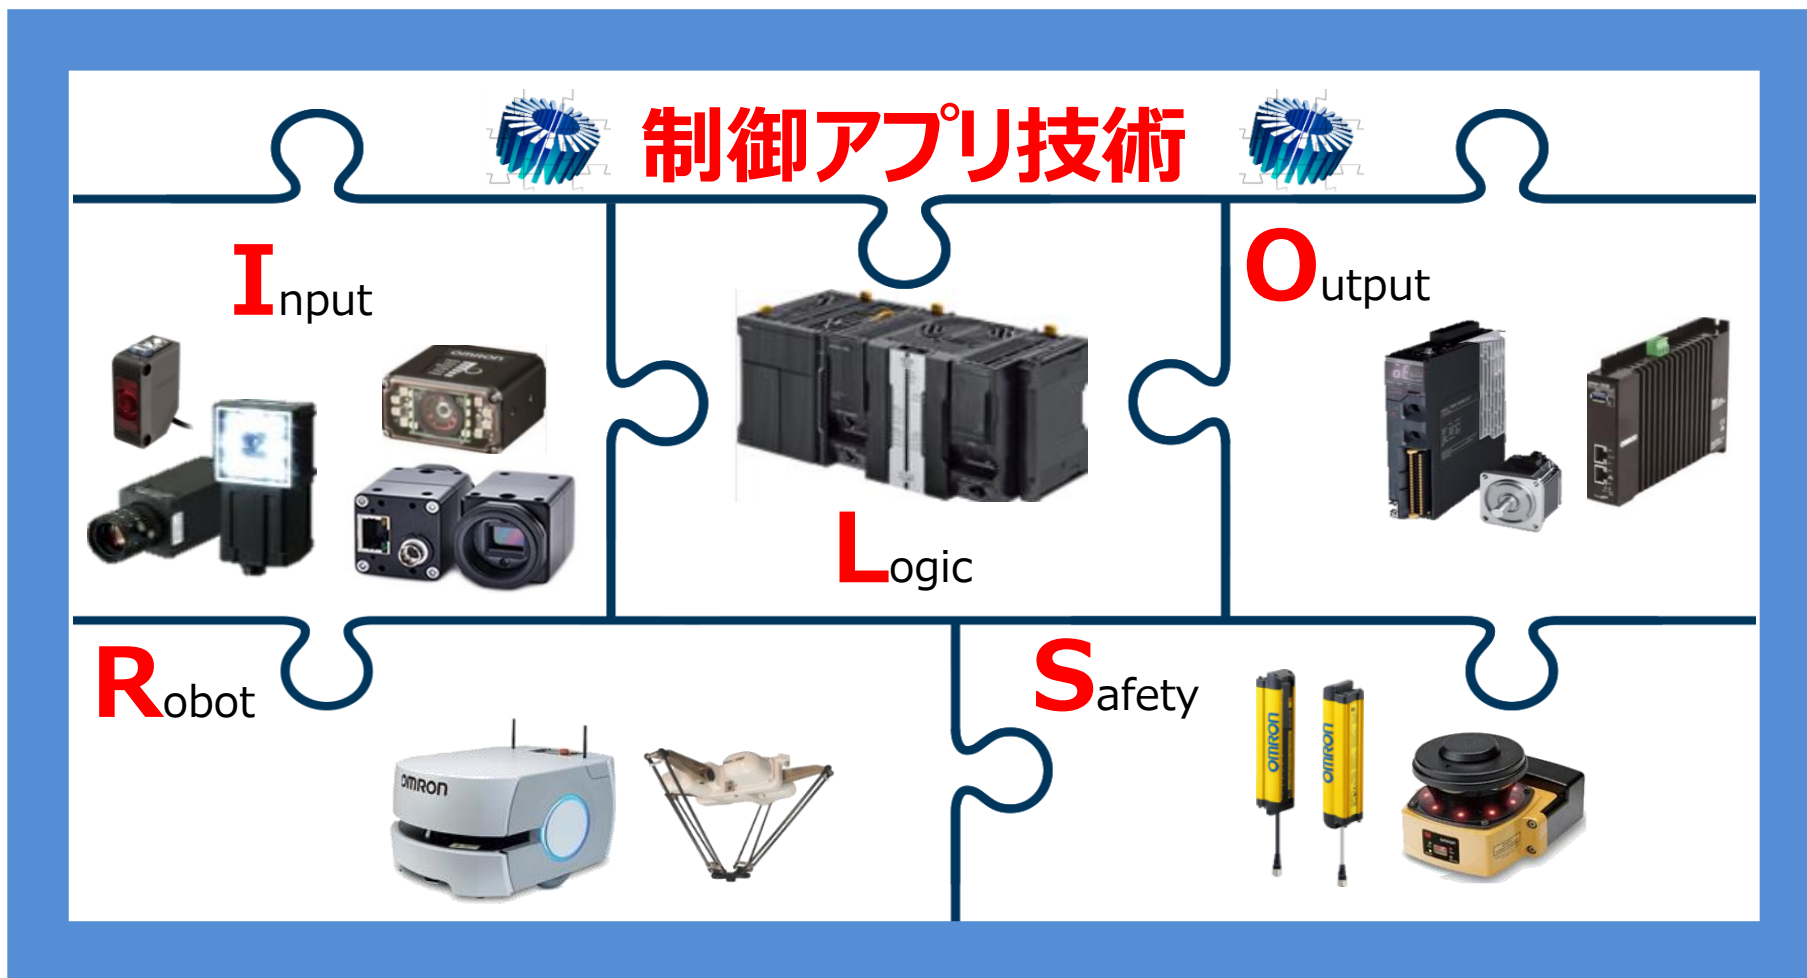 制御アプリ技術
Input
Output
OMRON
Logic
Robot
Safety
OMRON
OMRON
OMRON